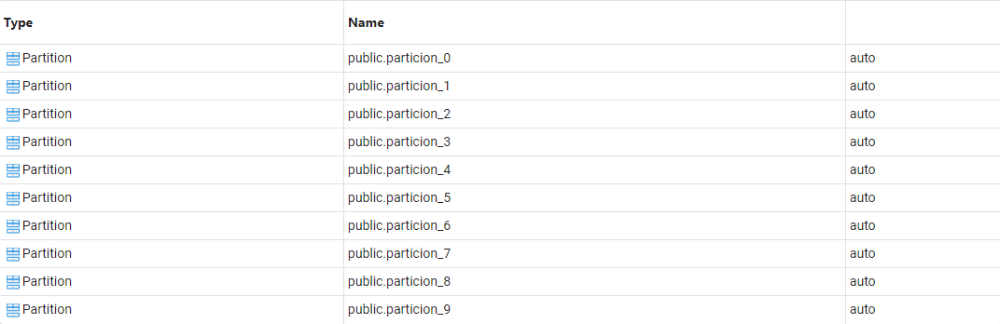 Type Name
Partition public.particion_0 auto
Partition public.particion_1 auto
Partition public.particion_2 auto
Partition public.particion_3 auto
Partition public.particion_4 auto
Partition public.particion_5 auto
Partition public.particion_6 auto
Partition public.particion_7 auto
Partition public.particion_8 auto
Partition public.particion_9 auto